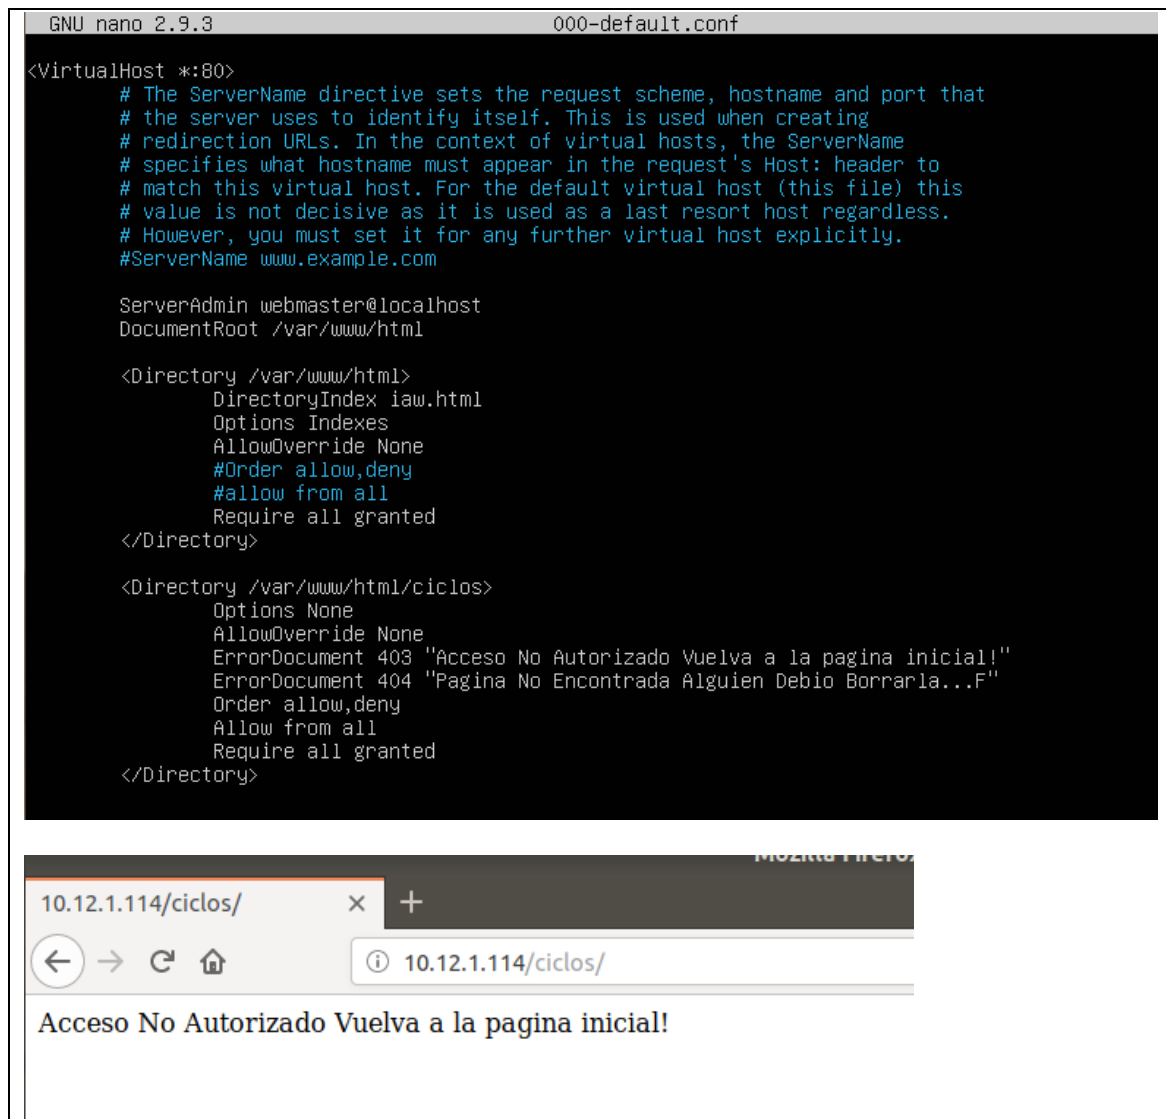 GNU nano 2.9.3 000-default.conf
<VirtualHost *:80>
# The ServerName directive sets the request scheme, hostname and port that
# the server uses to identify itself. This is used when creating
# redirection URLs. In the context of virtual hosts, the ServerName
# specifies what hostname must appear in the request's Host: header to
# match this virtual host. For the default virtual host (this file) this
# value is not decisive as it is used as a last resort host regardless.
# However, you must set it for any further virtual host explicitly.
#ServerName www.example.com
ServerAdmin webmaster@localhost
DocumentRoot /var/www/html
<Directory /var/www/html>
DirectoryIndex iaw.html
Options Indexes
AllowOverride None
#Order allow,deny
#allow from all
Require all granted
</Directory>
<Directory /var/www/html/ciclos>
Options None
AllowOverride None
ErrorDocument 403 "Acceso No Autorizado Vuelva a la pagina inicial!"
ErrorDocument 404 "Pagina No Encontrada Alguien Debio Borrarla...F"
Order allow,deny
Allow from all
Require all granted
</Directory>
Mozilla Firefox
10.12.1.114/ciclos/
10.12.1.114/ciclos/
Acceso No Autorizado Vuelva a la pagina inicial!